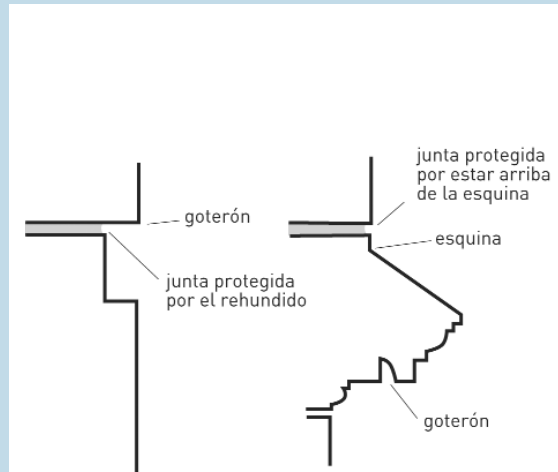 goterón
junta protegida
por el rehundido
junta protegida
por estar arriba
de la esquina
esquina
goterón